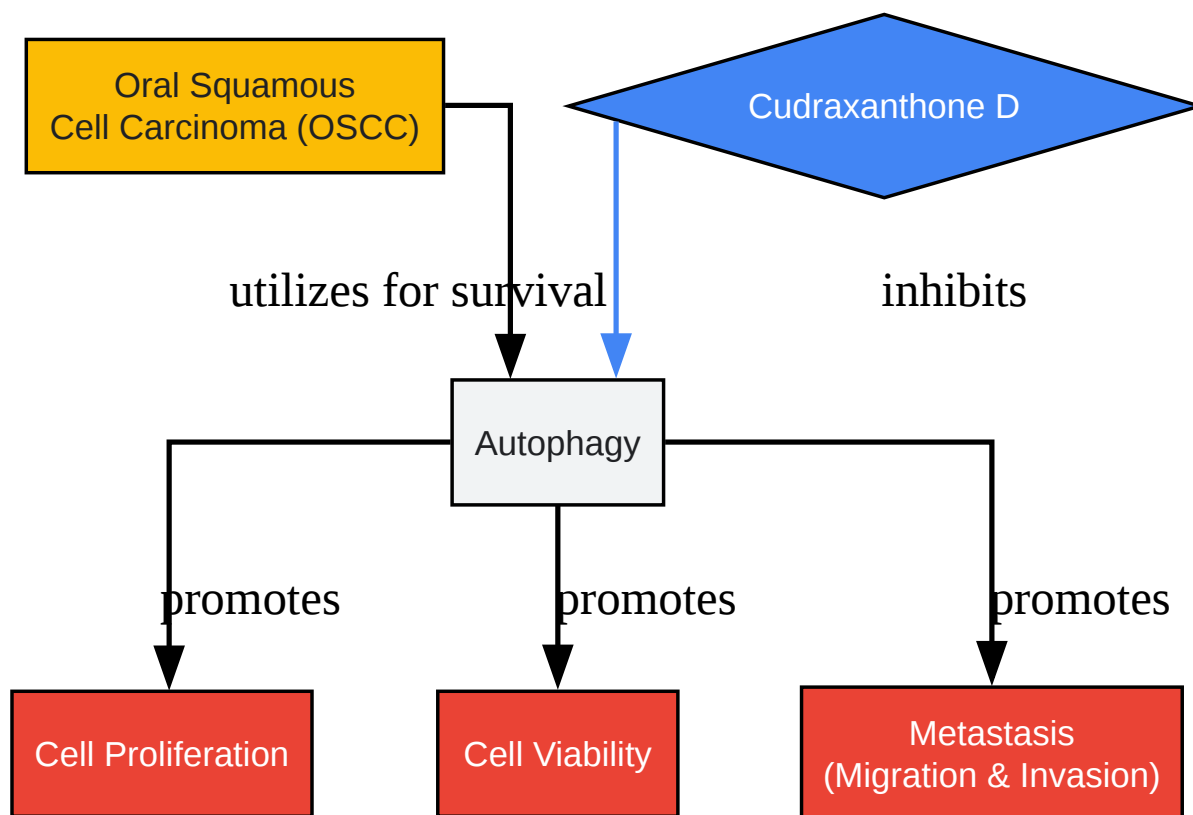 Oral Squamous
Cell Carcinoma (OSCC)
Cudraxanthone D
utilizes for survival
inhibits
Autophagy
promotes
promotes
promotes
Cell Proliferation
Cell Viability
Metastasis
(Migration & Invasion)